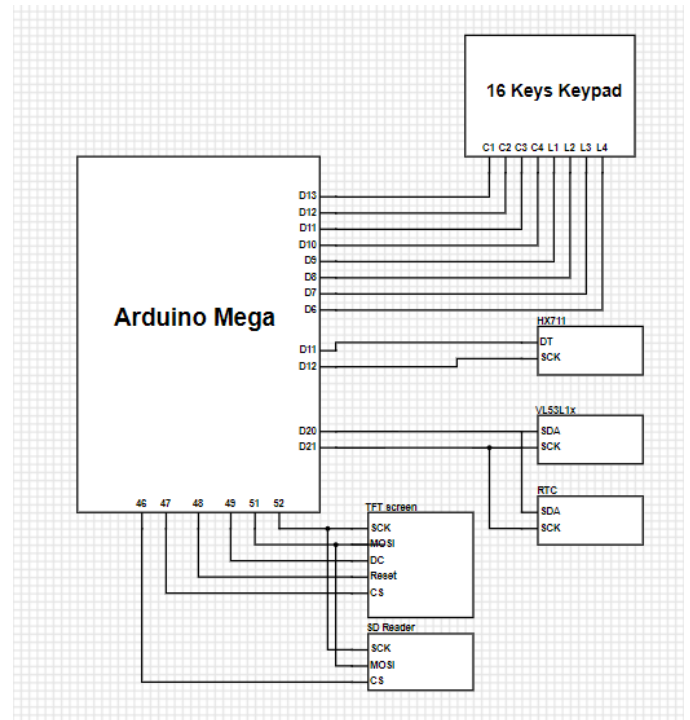 16 Keys Keypad
C1 C2 C3 C4 L1 L2 L3 L4
Arduino Mega
D13
D12
D11
D10
D9
D8
D7
D6
D11
D12
D20
D21
46 47 48 49 51 52
HX711
DT
SCK
VL53L1x
SDA
SCK
RTC
SDA
SCK
TFT screen
SCK
MOSI
DC
Reset
CS
SD Reader
SCK
MOSI
CS